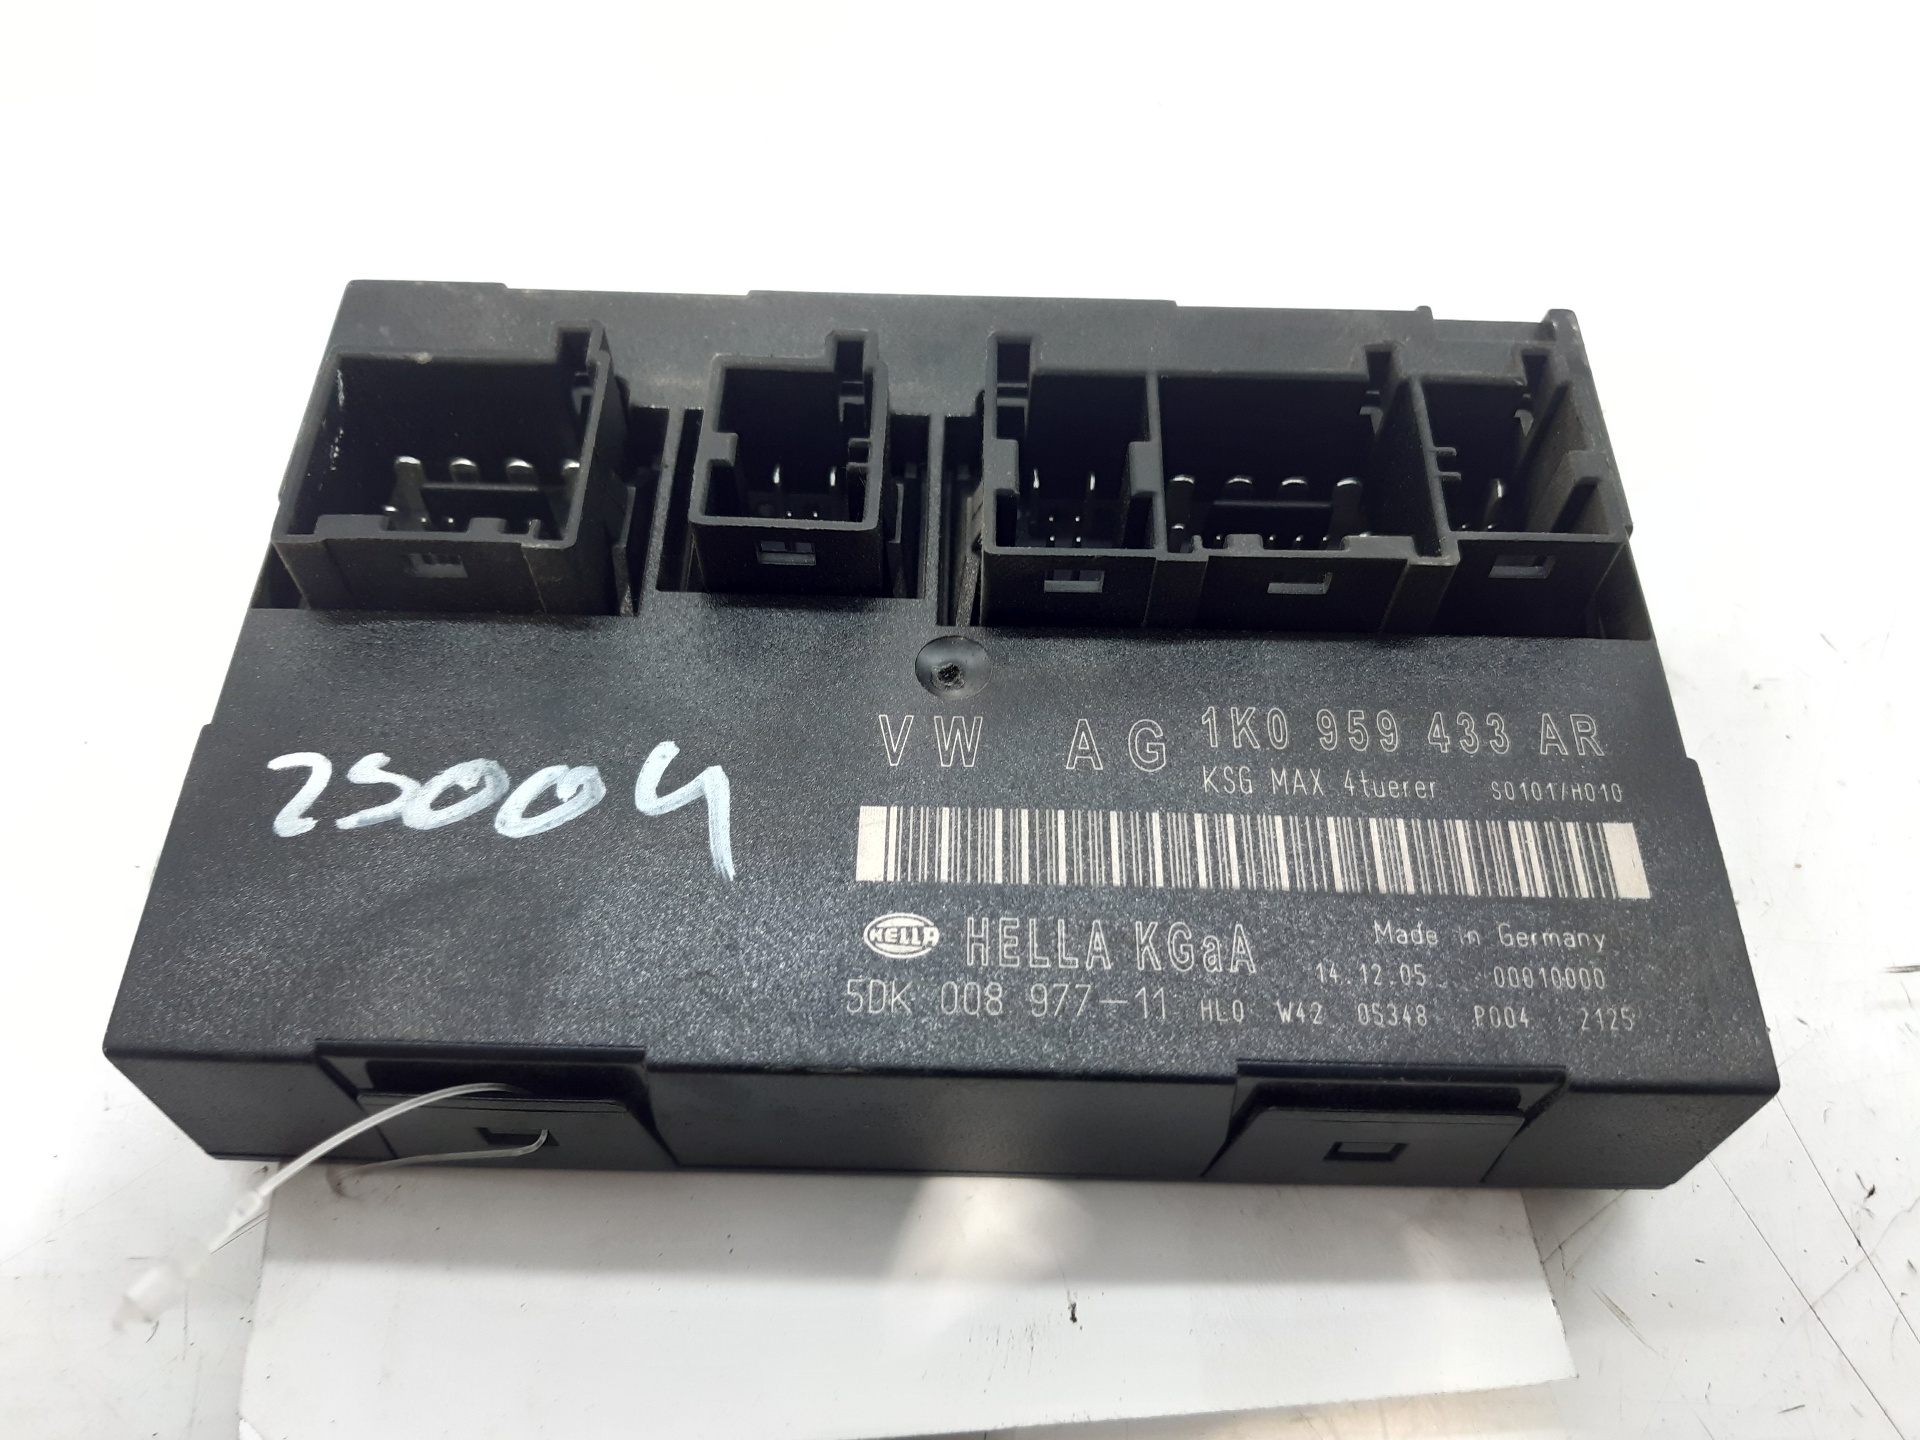 25004
VW AG 1K0 959 433 AR
KSG MAX 4tuerer S0101/H010
HELLA HELLA KGaA Made in Germany
14.12.05 00010000
5DK 008 977-11 HLO W42 05348 P004 2125